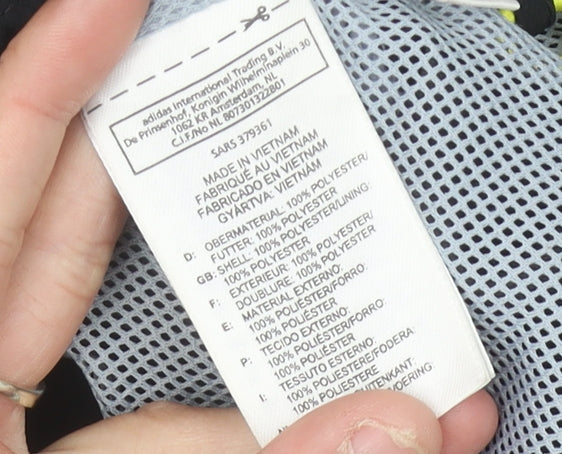 adidas International Trading B.V.
De Prinsenhof, Konigin Wilhelminaplein 30
1062 KR Amsterdam, NL
C.I.F/No NL 807301322B01
SARS 379361
MADE IN VIETNAM
FABRIQUÉ AU VIETNAM
FABRICADO EN VIETNAM
GYÁRTVA: VIETNAM
D: OBERMATERIAL: 100% POLYESTER/
FUTTER: 100% POLYESTER
GB: SHELL: 100% POLYESTER/LINING:
100% POLYESTER
F: EXTERIEUR: 100% POLYESTER/
DOUBLURE: 100% POLYESTER
E: MATERIAL EXTERNO:
100% POLIÉSTER/FORRO:
100% POLIÉSTER
P: TECIDO EXTERNO:
100% POLIÉSTER/FORRO:
100% POLIÉSTER
I: TESSUTO ESTERNO:
100% POLIESTERE/FODERA:
100% POLIESTERE